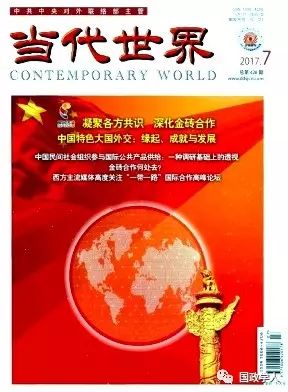 中共中央对外联络部主管
当代世界
CONTEMPORARY WORLD
2017.7
凝聚各方共识 深化金砖合作
中国特色大国外交：缘起、成就与发展
中国民间社会组织参与国际公共产品供给：一种调研基础上的透视
金砖合作何处去？
西方主流媒体高度关注“一带一路”国际合作高峰论坛
国政学人